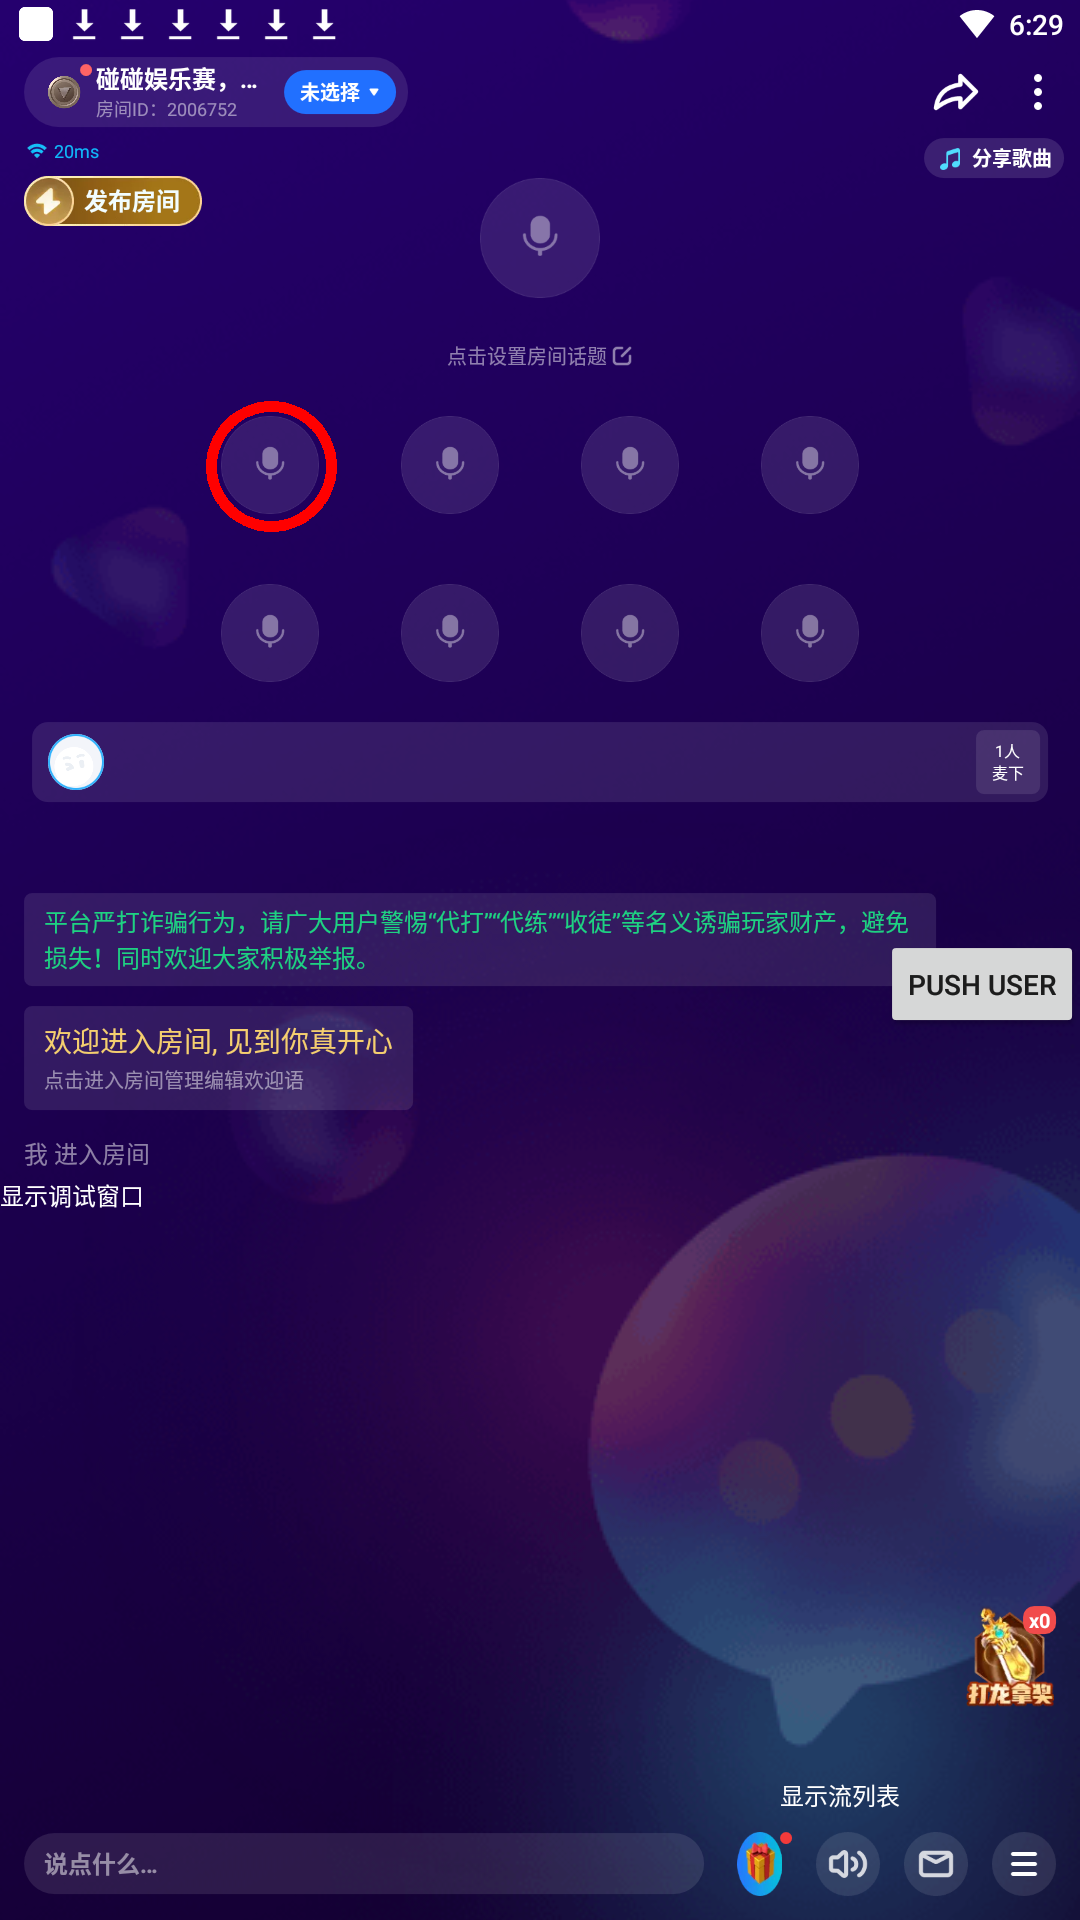 6:29
碰碰娱乐赛，...
房间ID：2006752
未选择
20ms
分享歌曲
发布房间
点击设置房间话题
1人
麦下
平台严打诈骗行为，请广大用户警惕“代打”“代练”“收徒”等名义诱骗玩家财产，避免
损失！同时欢迎大家积极举报。
PUSH USER
欢迎进入房间, 见到你真开心
点击进入房间管理编辑欢迎语
我 进入房间
显示调试窗口
x0
打龙拿奖
显示流列表
说点什么...